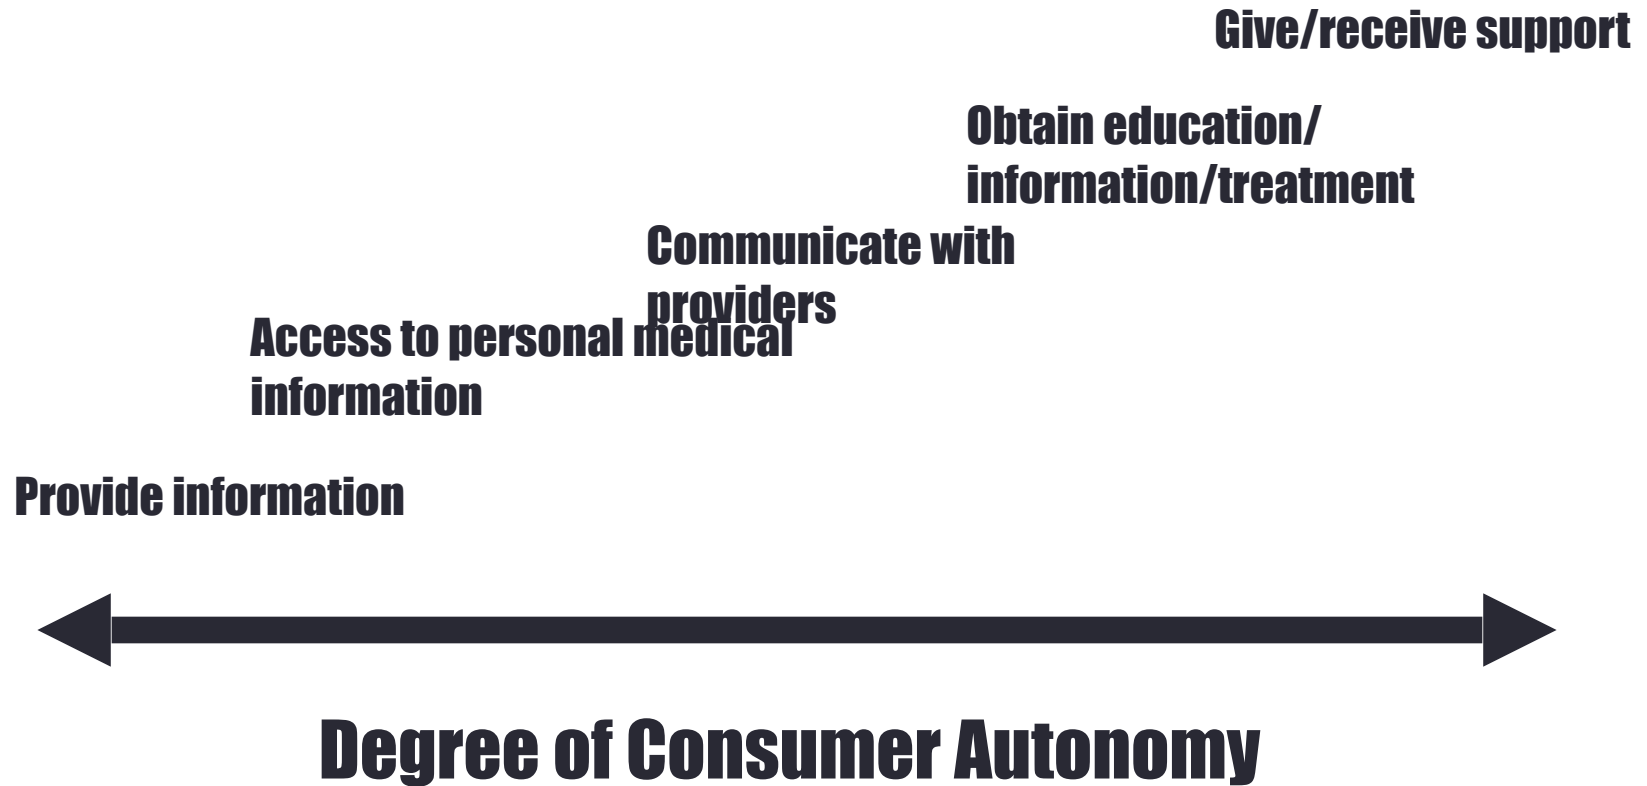 Give/receive support
Obtain education/
information/treatment
Communicate with
providers
Access to personal medical
information
Provide information
Degree of Consumer Autonomy